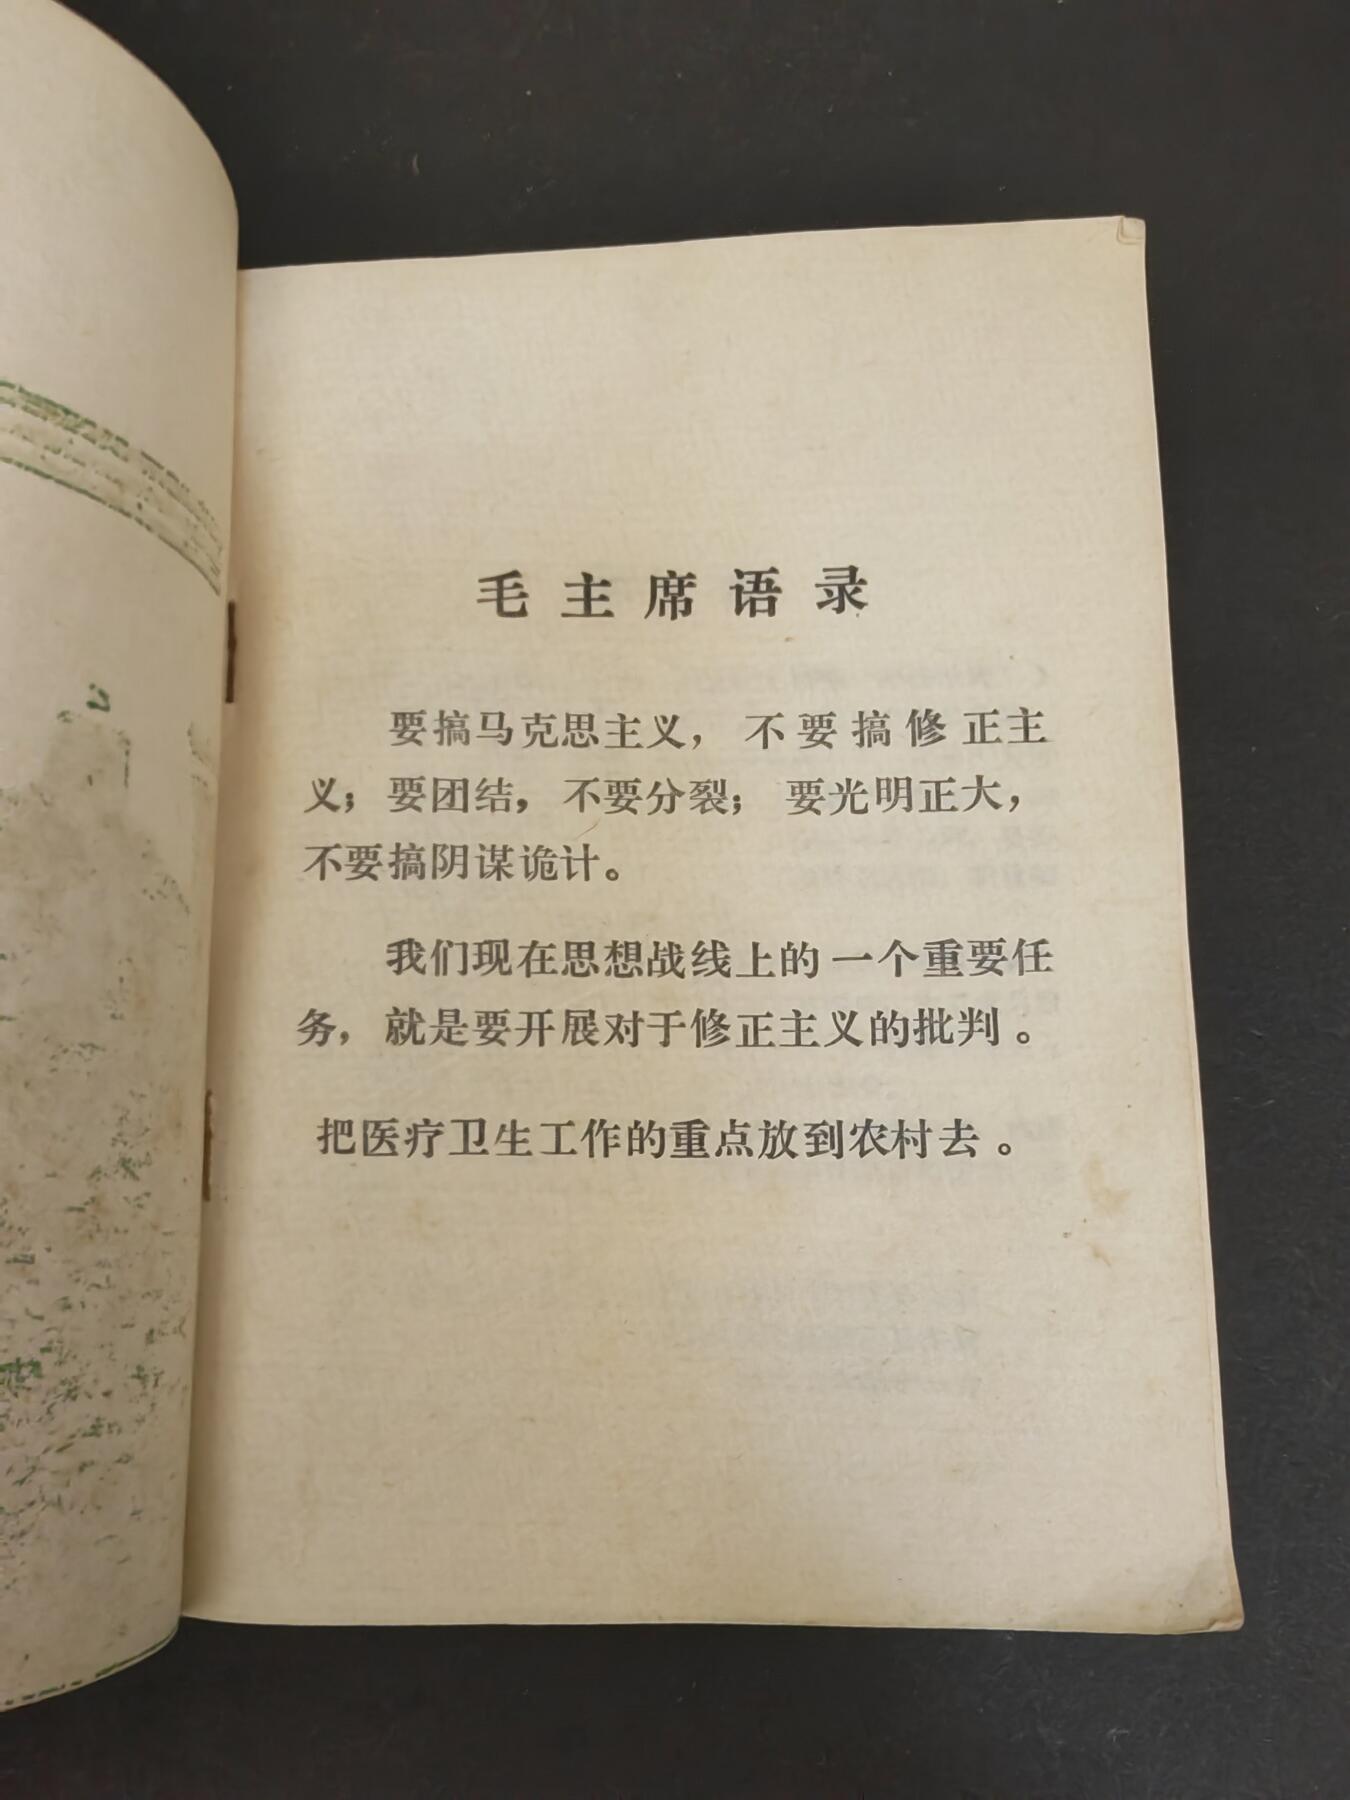 毛主席语录
要搞马克思主义，不要搞修正主
义；要团结，不要分裂；要光明正大，
不要搞阴谋诡计。
我们现在思想战线上的一个重要任
务，就是要开展对于修正主义的批判。
把医疗卫生工作的重点放到农村去。